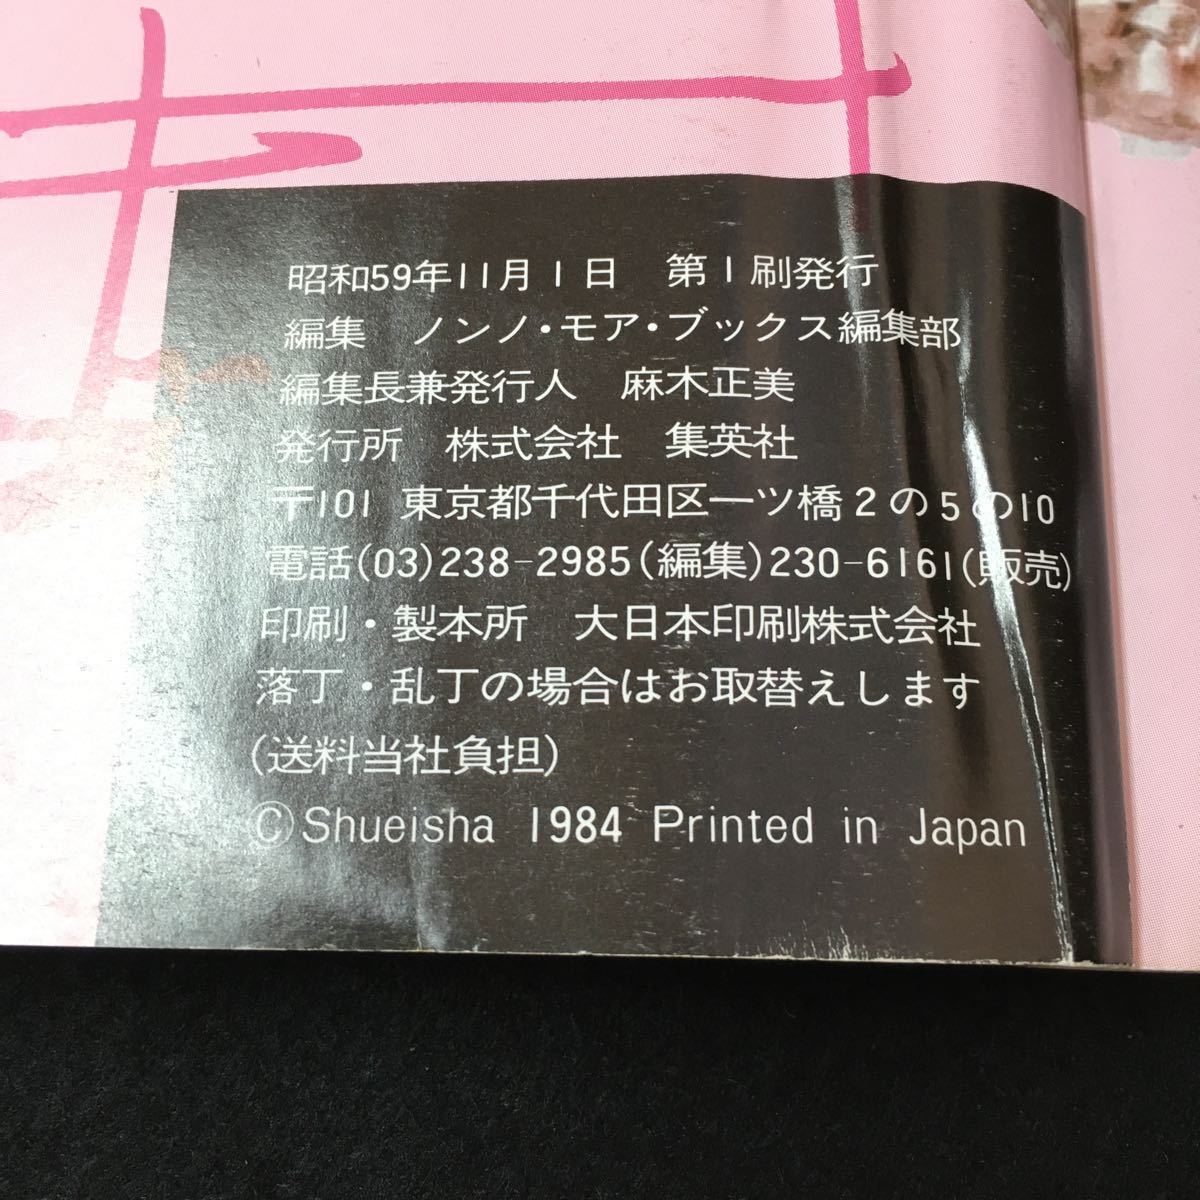 昭和59年11月1日　第1刷発行
編集　ノンノ・モア・ブックス編集部
編集長兼発行人　麻木正美
発行所　株式会社　集英社
〒101 東京都千代田区一ツ橋2の5の10
電話(03)238-2985(編集)230-6161(販売)
印刷・製本所　大日本印刷株式会社
落丁・乱丁の場合はお取替えします
(送料当社負担)
©Shueisha 1984 Printed in Japan